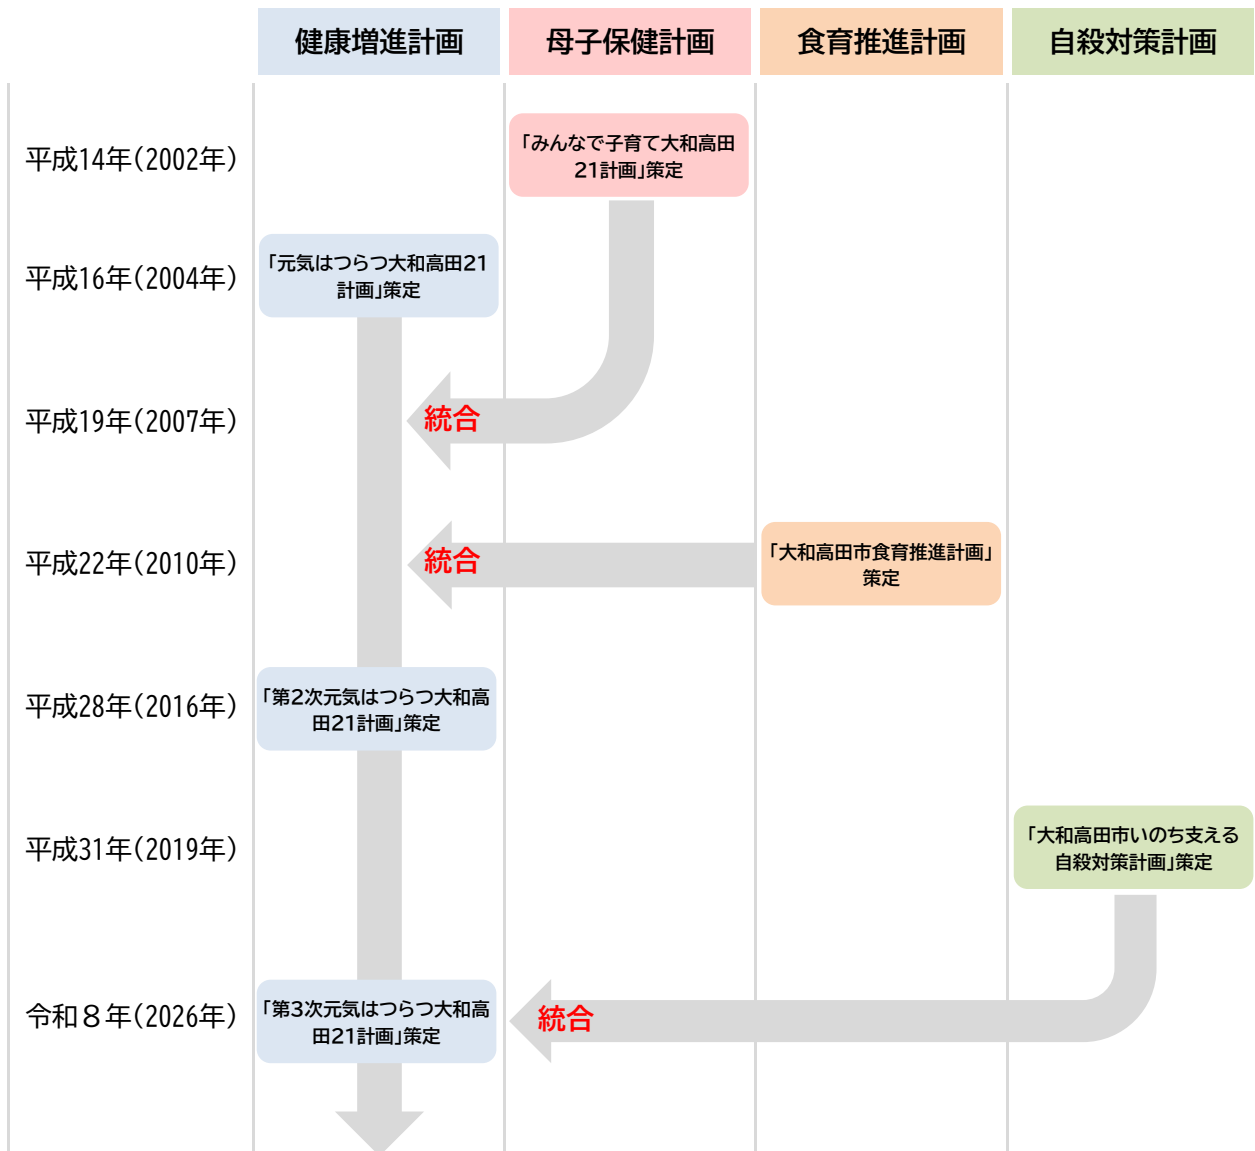 健康増進計画
母子保健計画
食育推進計画
自殺対策計画
平成14年(2002年)
「みんなで子育て大和高田
21計画」策定
平成16年(2004年)
「元気はつらつ大和高田21
計画」策定
平成19年(2007年)
統合
平成22年(2010年)
統合
「大和高田市食育推進計画」
策定
平成28年(2016年)
「第2次元気はつらつ大和高
田21計画」策定
平成31年(2019年)
「大和高田市いのち支える
自殺対策計画」策定
令和８年(2026年)
「第3次元気はつらつ大和高
田21計画」策定
統合